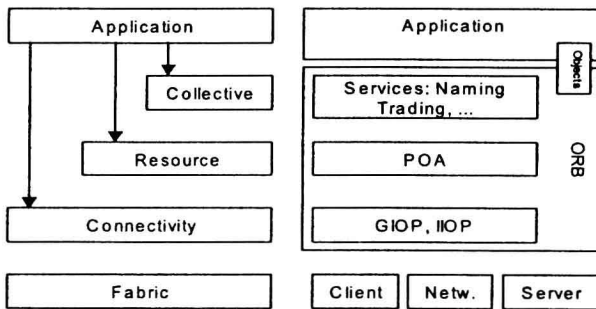 Application
Collective
Resource
Connectivity
Fabric
Application
Objects
Services: Naming
Trading, ...
POA
ORB
GIOP, IIOP
Client
Netw.
Server